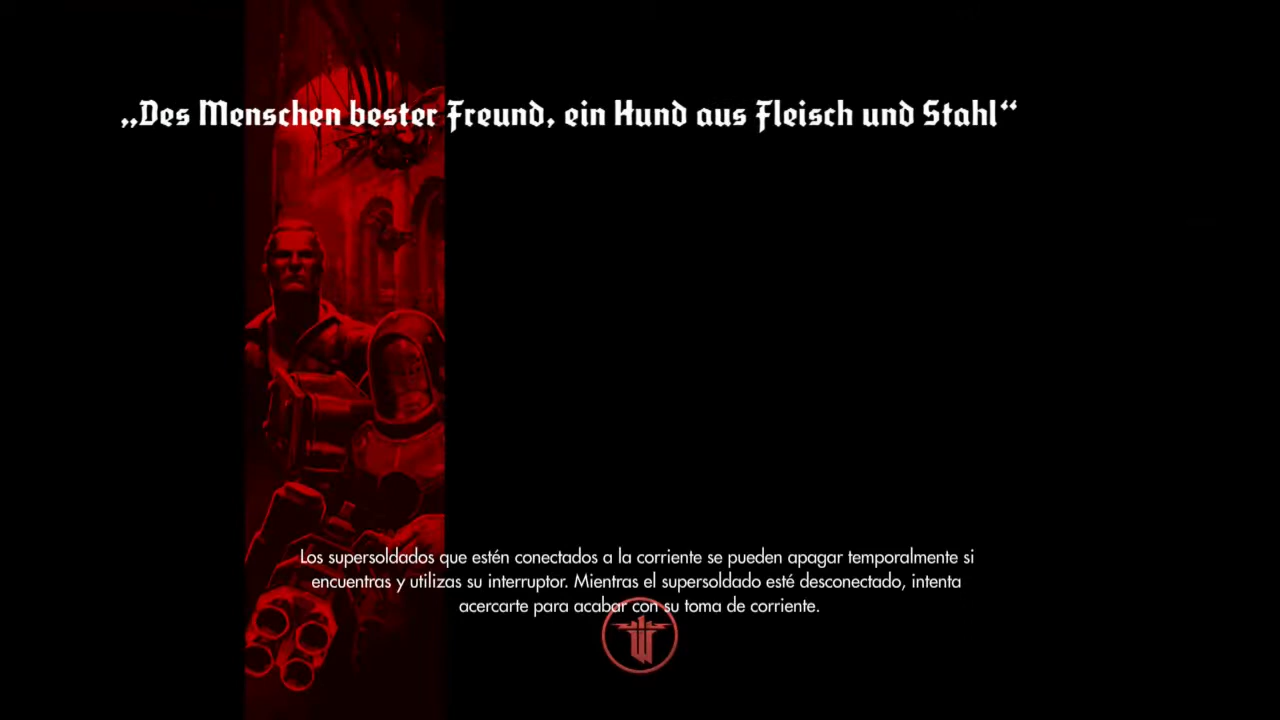 „Des Menschen bester Freund, ein Hund aus Fleisch und Stahl“
Los supersoldados que estén conectados a la corriente se pueden apagar temporalmente si
encuentras y utilizas su interruptor. Mientras el supersoldado esté desconectado, intenta
acercarte para acabar con su toma de corriente.